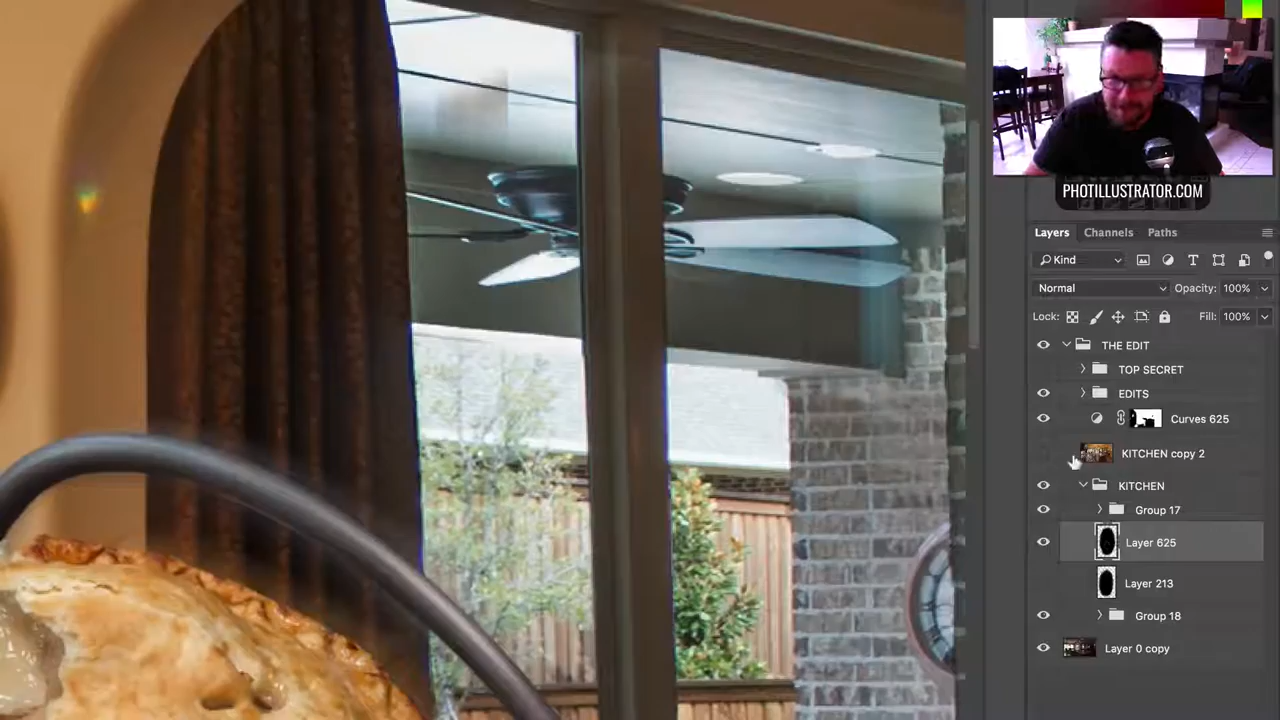 PHOTILLUSTRATOR.COM
Layers Channels Paths
Kind
Normal Opacity: 100%
Lock: Fill: 100%
THE EDIT
TOP SECRET
EDITS
Curves 625
KITCHEN copy 2
KITCHEN
Group 17
Layer 625
Layer 213
Group 18
Layer 0 copy